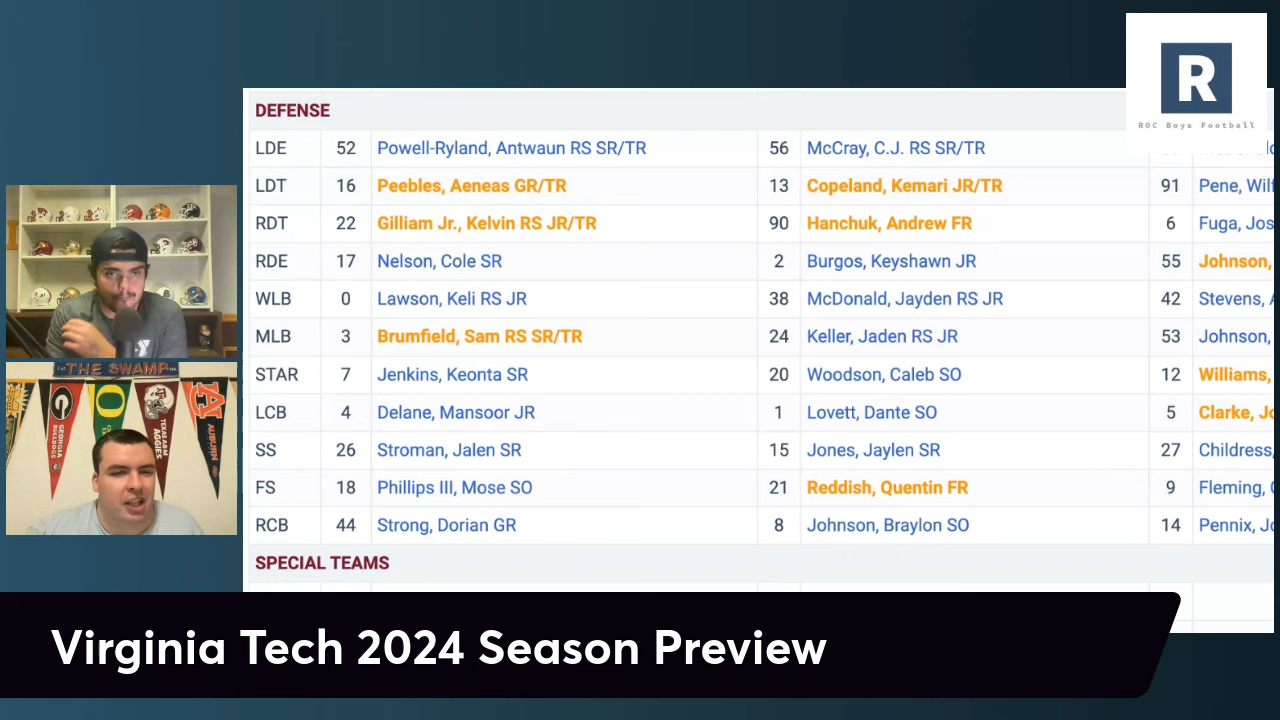 R
ROC Boys Football
DEFENSE
LDE 52 Powell-Ryland, Antwaun RS SR/TR 56 McCray, C.J. RS SR/TR
LDT 16 Peebles, Aeneas GR/TR 13 Copeland, Kemari JR/TR 91 Pene, Wilf
RDT 22 Gilliam Jr., Kelvin RS JR/TR 90 Hanchuk, Andrew FR 6 Fuga, Jos
RDE 17 Nelson, Cole SR 2 Burgos, Keyshawn JR 55 Johnson,
WLB 0 Lawson, Keli RS JR 38 McDonald, Jayden RS JR 42 Stevens,
MLB 3 Brumfield, Sam RS SR/TR 24 Keller, Jaden RS JR 53 Johnson,
STAR 7 Jenkins, Keonta SR 20 Woodson, Caleb SO 12 Williams,
LCB 4 Delane, Mansoor JR 1 Lovett, Dante SO 5 Clarke, Jo
SS 26 Stroman, Jalen SR 15 Jones, Jaylen SR 27 Childress,
FS 18 Phillips III, Mose SO 21 Reddish, Quentin FR 9 Fleming,
RCB 44 Strong, Dorian GR 8 Johnson, Braylon SO 14 Pennix, Jo
SPECIAL TEAMS
THE SWAMP
G
GEORGIA
BULLDOGS
O
TEXAS A&M
AGGIES
AUBURN
Virginia Tech 2024 Season Preview